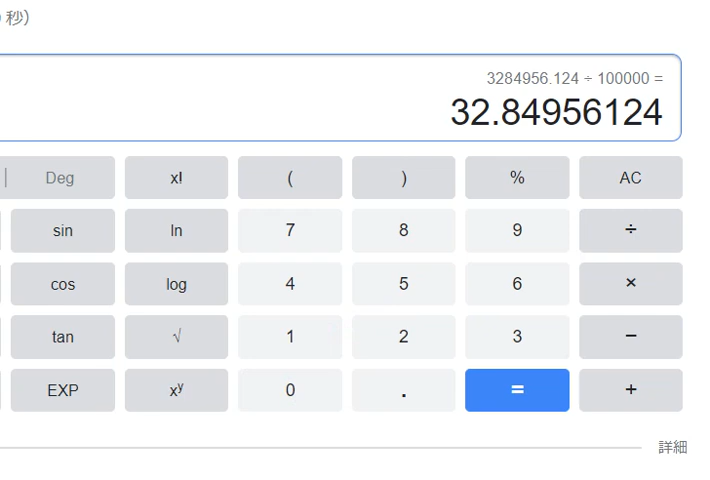 秒)
3284956.124 ÷ 100000 =
32.84956124
Deg x! ( ) % AC
sin ln 7 8 9 ÷
cos log 4 5 6 ×
tan √ 1 2 3 −
EXP xʸ 0 . = +
詳細